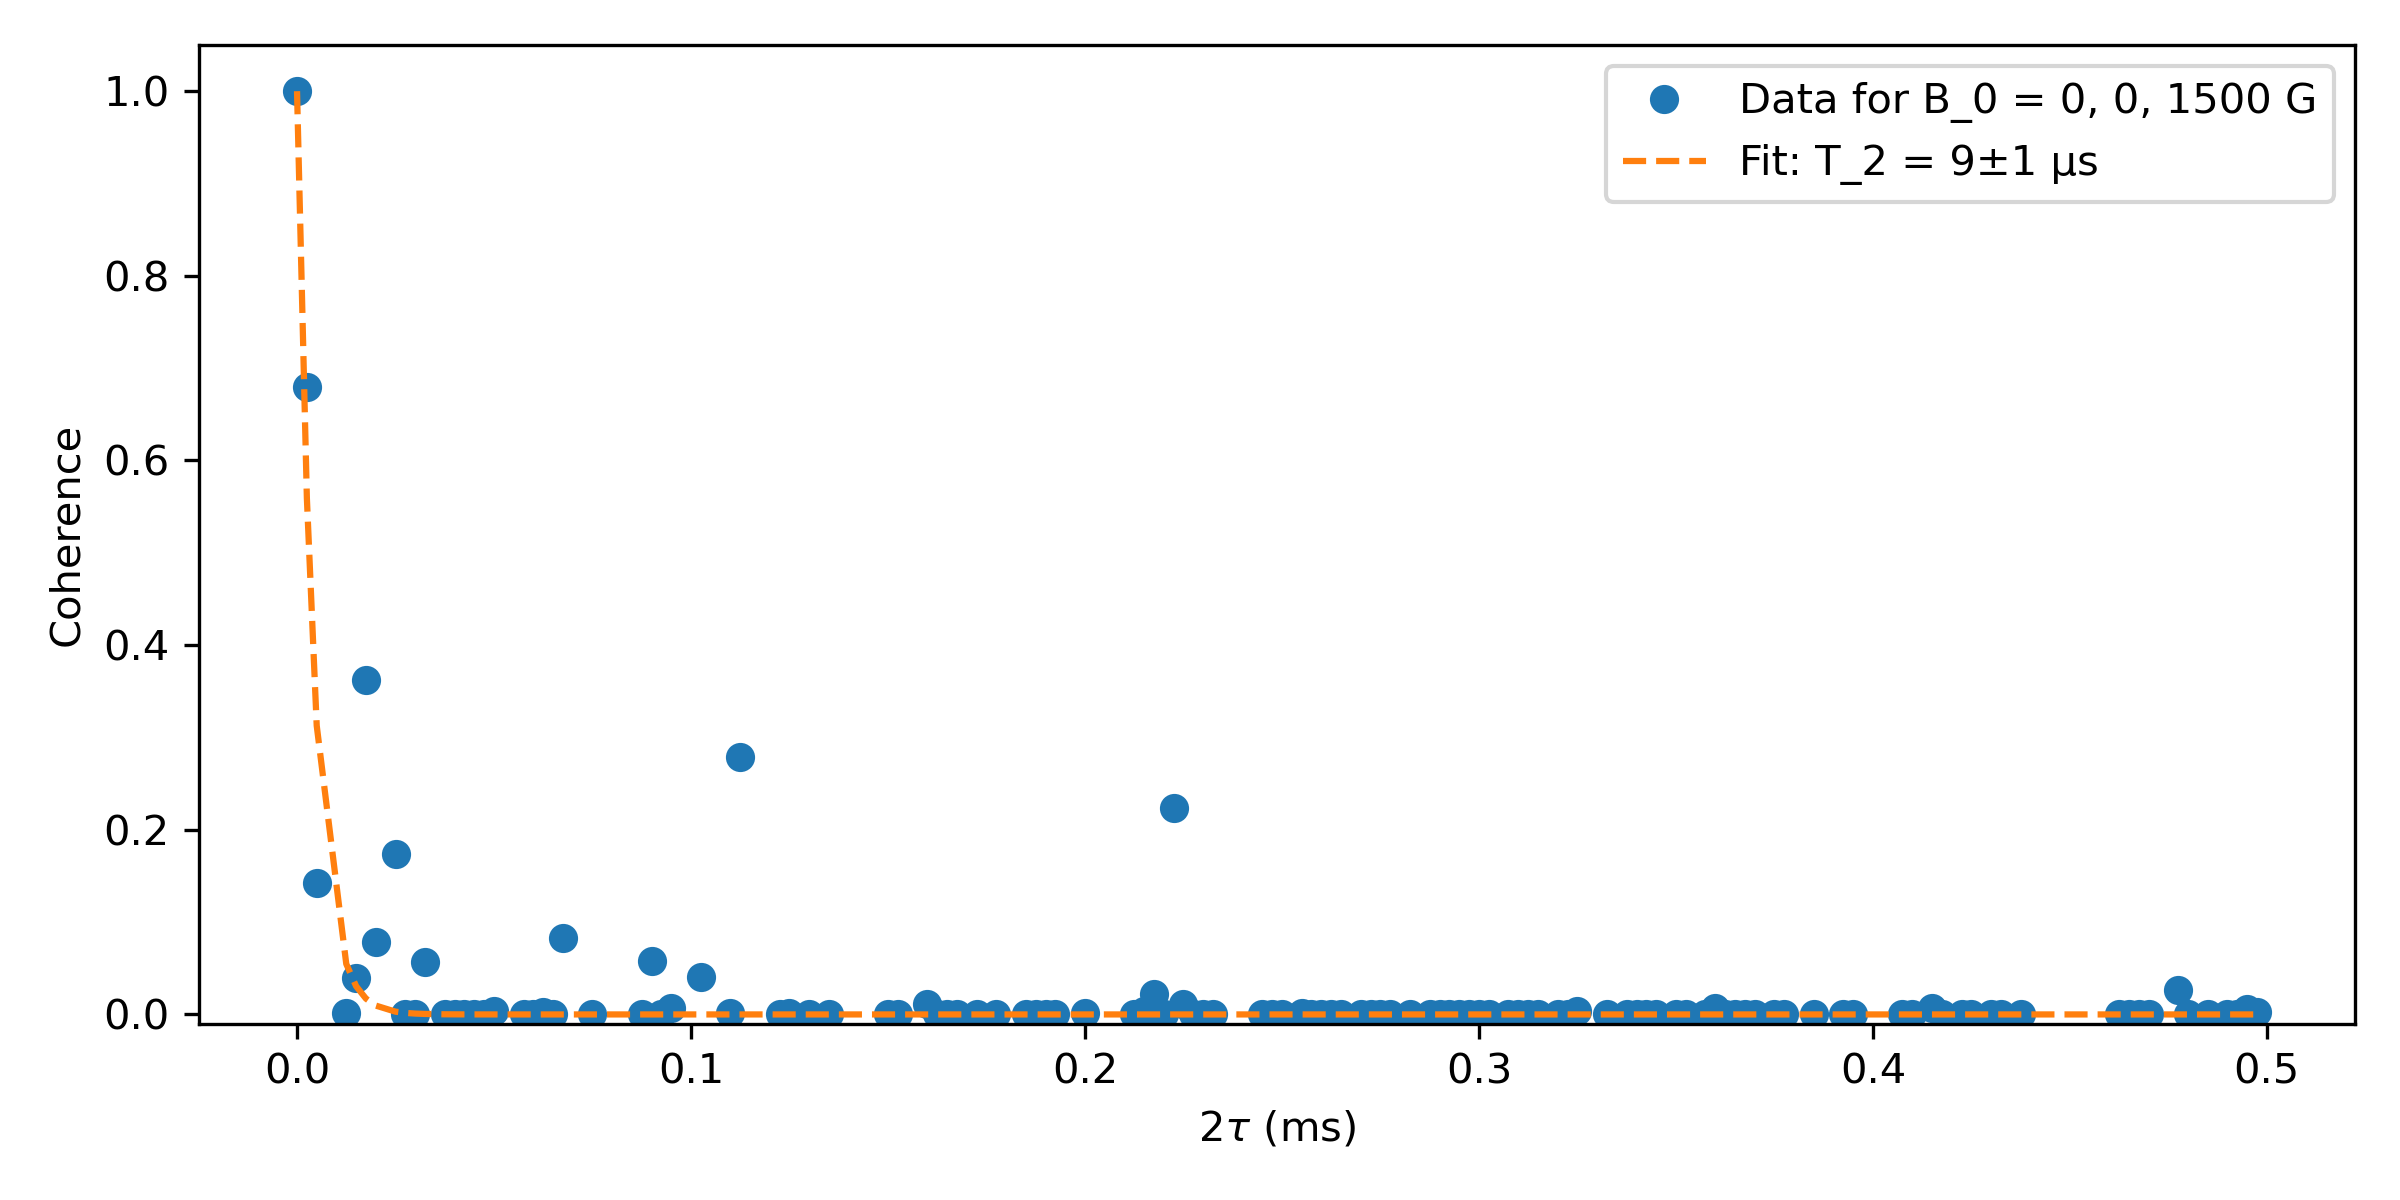 Data for B_0 = 0, 0, 1500 G
Fit: T_2 = 9±1 µs
1.0
0.8
0.6
0.4
0.2
0.0
Coherence
0.0 0.1 0.2 0.3 0.4 0.5
2τ (ms)